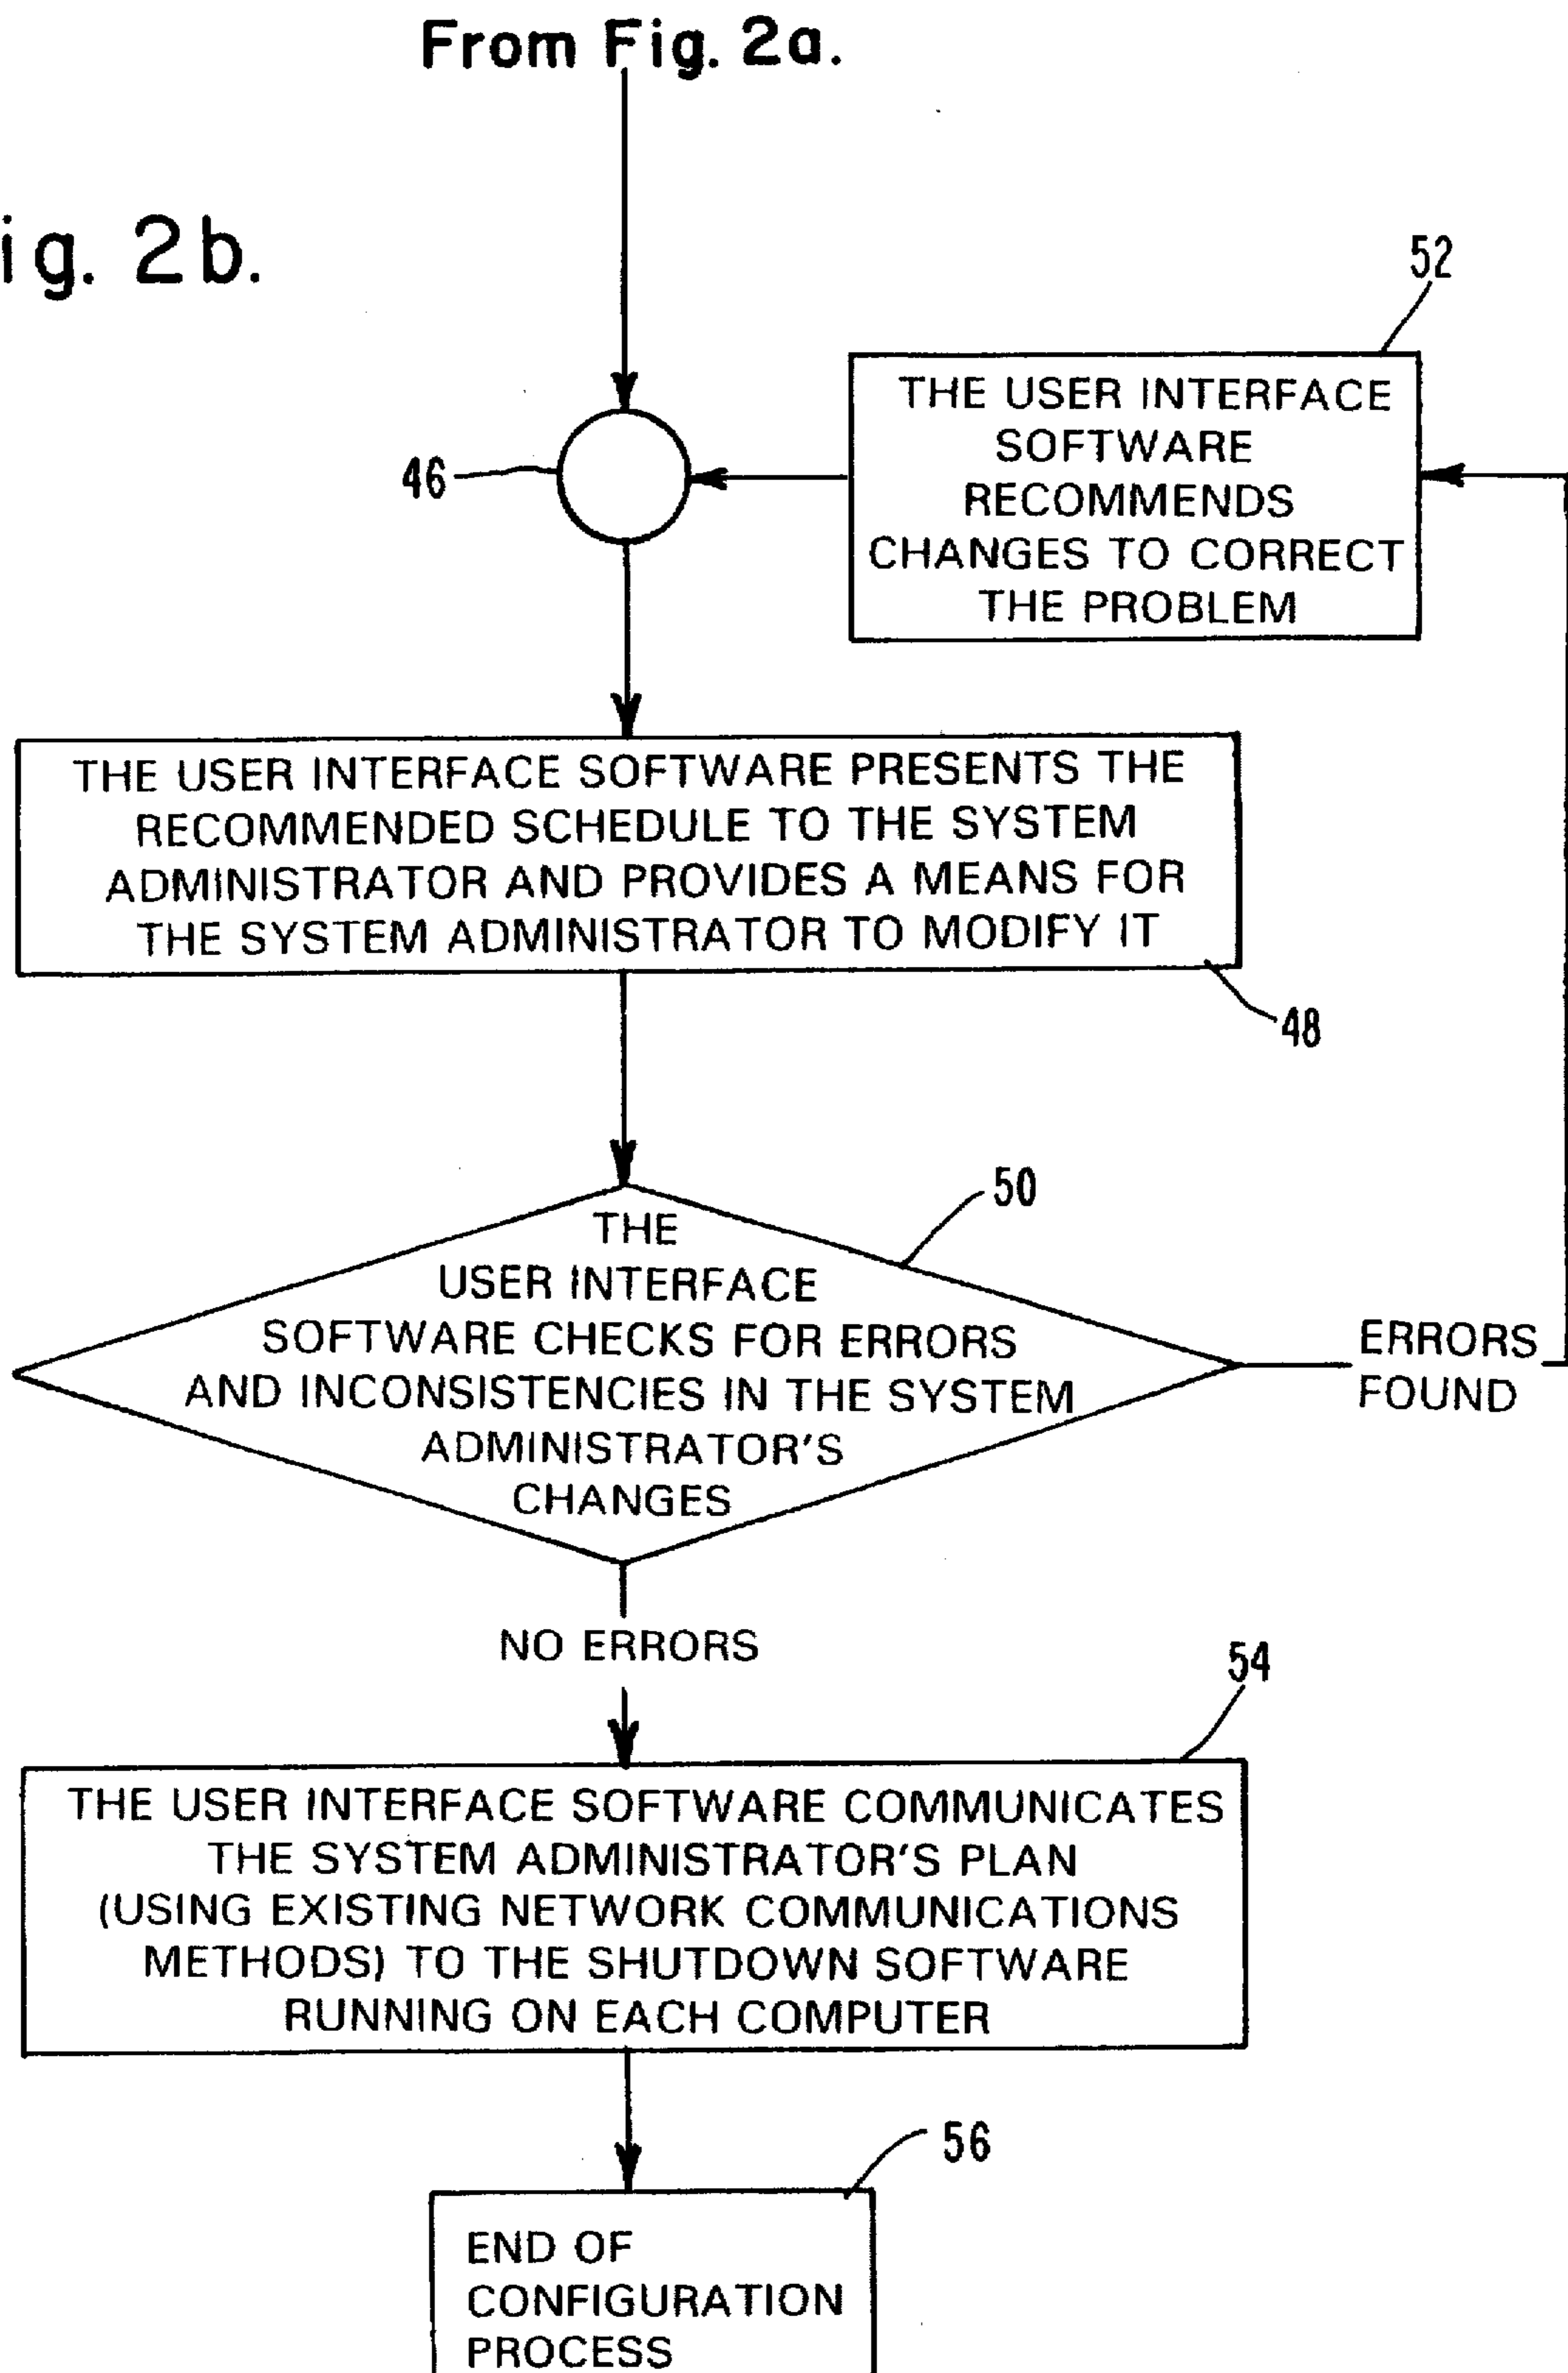 From Fig. 2a.
ig. 2b.
52
THE USER INTERFACE
SOFTWARE
RECOMMENDS
CHANGES TO CORRECT
THE PROBLEM
46
THE USER INTERFACE SOFTWARE PRESENTS THE
RECOMMENDED SCHEDULE TO THE SYSTEM
ADMINISTRATOR AND PROVIDES A MEANS FOR
THE SYSTEM ADMINISTRATOR TO MODIFY IT
48
50
THE
USER INTERFACE
SOFTWARE CHECKS FOR ERRORS
AND INCONSISTENCIES IN THE SYSTEM
ADMINISTRATOR'S
CHANGES
ERRORS
FOUND
NO ERRORS
54
THE USER INTERFACE SOFTWARE COMMUNICATES
THE SYSTEM ADMINISTRATOR'S PLAN
(USING EXISTING NETWORK COMMUNICATIONS
METHODS) TO THE SHUTDOWN SOFTWARE
RUNNING ON EACH COMPUTER
56
END OF
CONFIGURATION
PROCESS